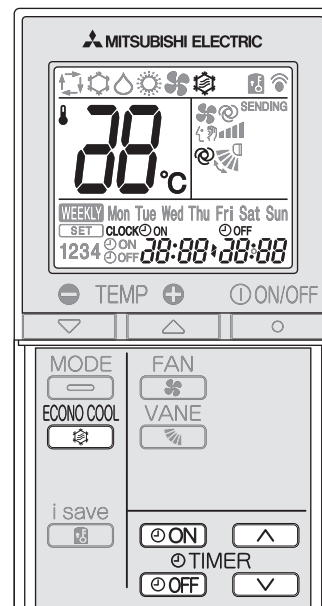 MITSUBISHI ELECTRIC
SENDING
88 °C
WEEKLY Mon Tue Wed Thu Fri Sat Sun
SET CLOCK ON OFF
1234 ON OFF 88:88 88:88
TEMP ON/OFF
MODE FAN
ECONO COOL VANE
i save
ON
TIMER
OFF